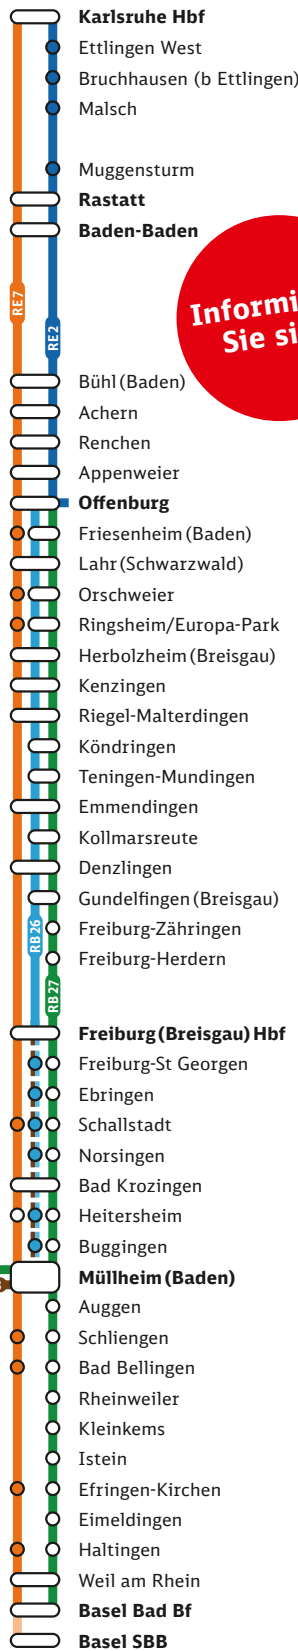 Karlsruhe Hbf
Ettlingen West
Bruchhausen (b Ettlingen)
Malsch
Muggensturm
Rastatt
Baden-Baden
RE 7
Informi
Sie si
RE 2
Bühl (Baden)
Achern
Renchen
Appenweier
Offenburg
Friesenheim (Baden)
Lahr (Schwarzwald)
Orschweier
Ringsheim/Europa-Park
Herbolzheim (Breisgau)
Kenzingen
Riegel-Malterdingen
Köndringen
Teningen-Mundingen
Emmendingen
Kollmarsreute
Denzlingen
Gundelfingen (Breisgau)
RB 26
Freiburg-Zähringen
Freiburg-Herdern
RB 27
Freiburg (Breisgau) Hbf
Freiburg-St Georgen
Ebringen
Schallstadt
Norsingen
Bad Krozingen
Heitersheim
Buggingen
Müllheim (Baden)
Auggen
Schliengen
Bad Bellingen
Rheinweiler
Kleinkems
Istein
Efringen-Kirchen
Eimeldingen
Haltingen
Weil am Rhein
Basel Bad Bf
Basel SBB